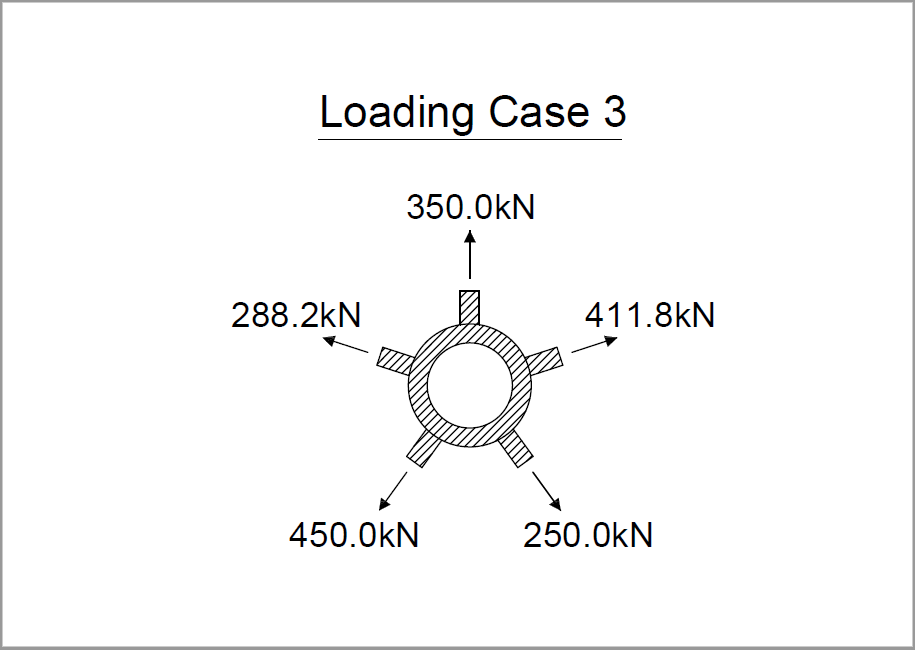 Loading Case 3
350.0kN
288.2kN
411.8kN
450.0kN
250.0kN